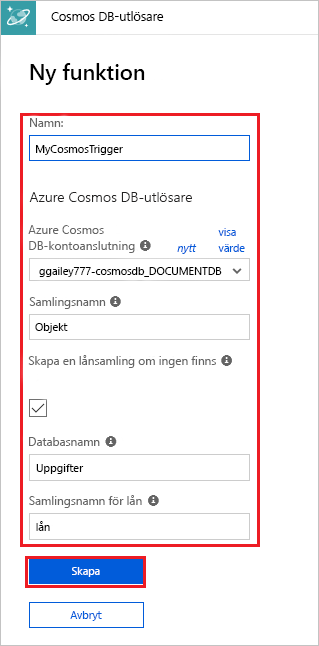 Cosmos DB-utlösare
Ny funktion
Namn:
MyCosmosTrigger
Azure Cosmos DB-utlösare
Azure Cosmos
DB-kontoanslutning
nytt
visa
värde
ggailey777-cosmosdb_DOCUMENTDB
Samlingsnamn
Objekt
Skapa en lånsamling om ingen finns
Databasnamn
Uppgifter
Samlingsnamn för lån
lån
Skapa
Avbryt